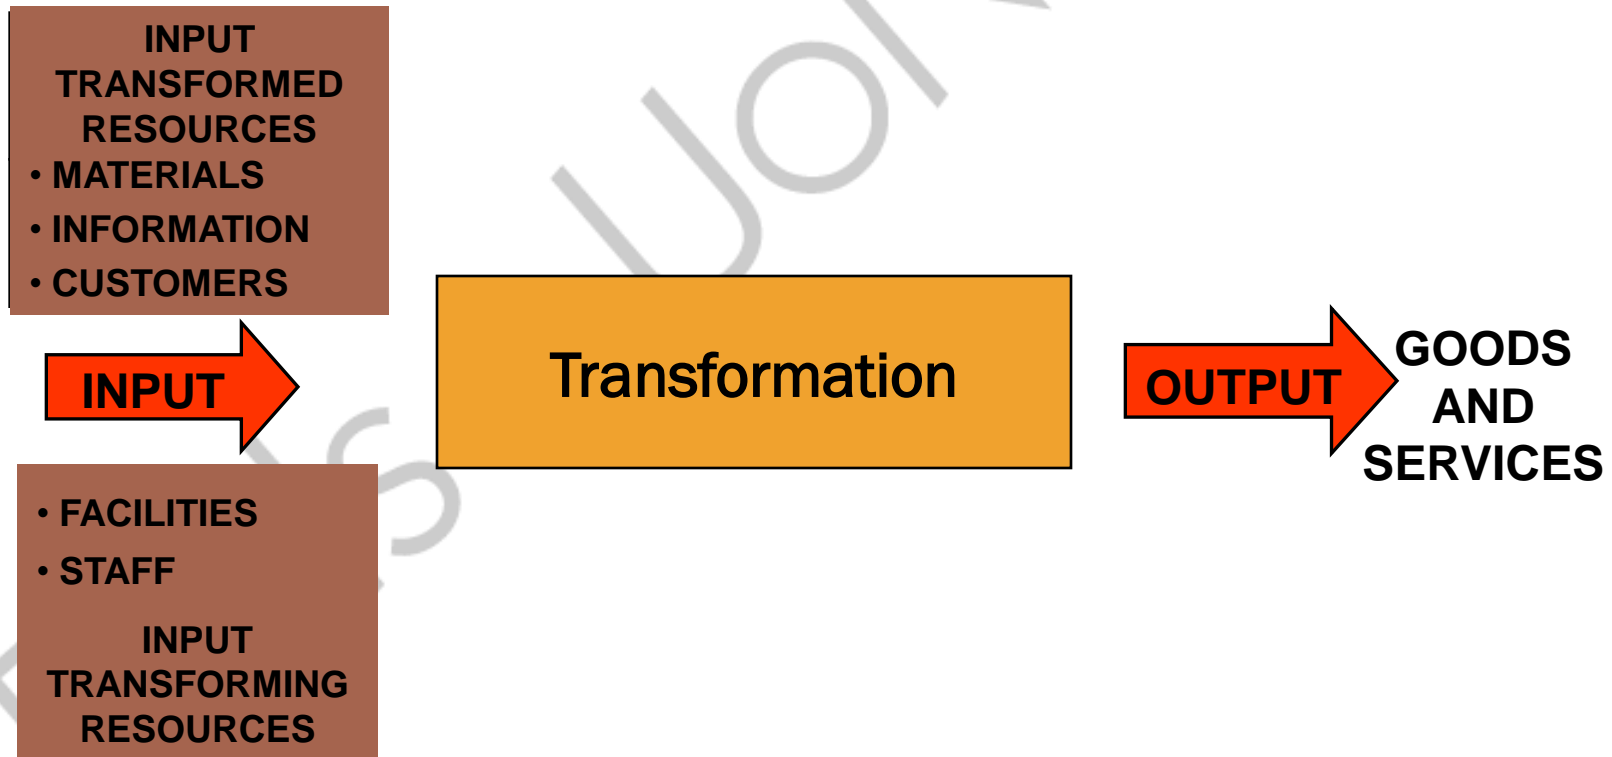 INPUT
TRANSFORMED
RESOURCES
• MATERIALS
• INFORMATION
• CUSTOMERS
INPUT
Transformation
OUTPUT
GOODS
AND
SERVICES
• FACILITIES
• STAFF
INPUT
TRANSFORMING
RESOURCES